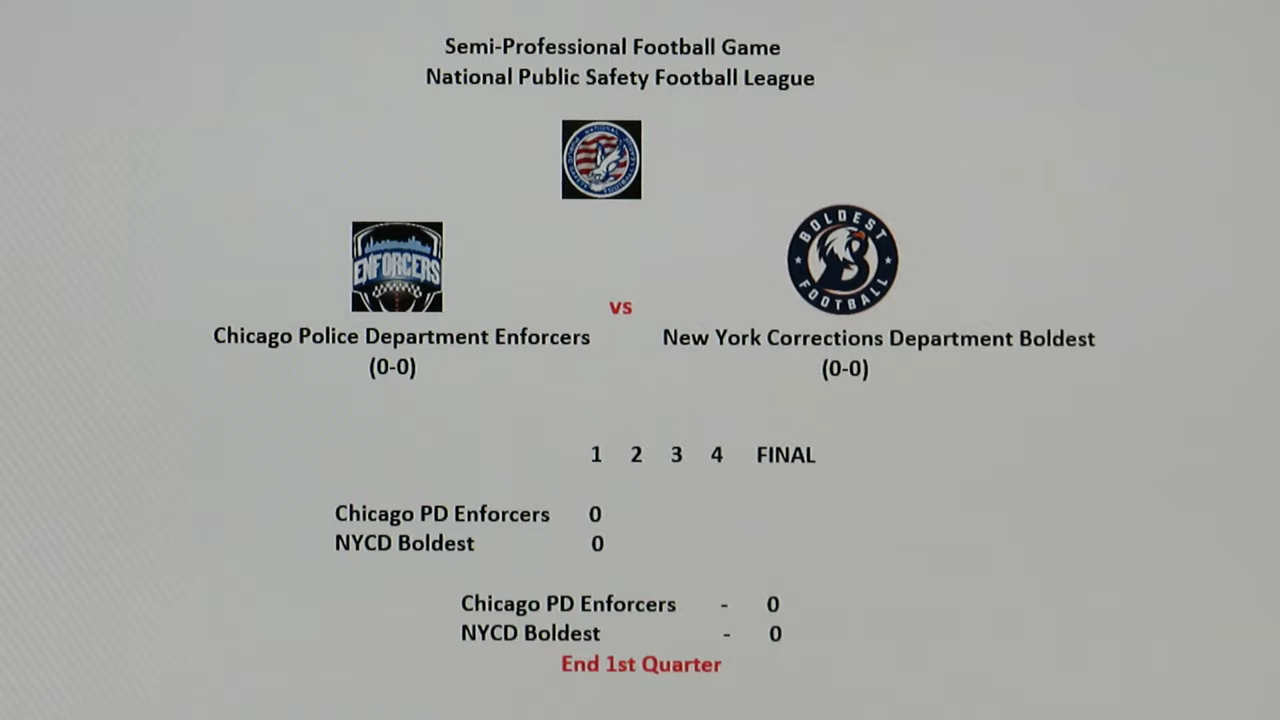 Semi-Professional Football Game
National Public Safety Football League
ENFORCERS
BOLDEST
FOOTBALL
B
vs
Chicago Police Department Enforcers
New York Corrections Department Boldest
(0-0)
(0-0)
1 2 3 4 FINAL
Chicago PD Enforcers 0
NYCD Boldest 0
Chicago PD Enforcers - 0
NYCD Boldest - 0
End 1st Quarter